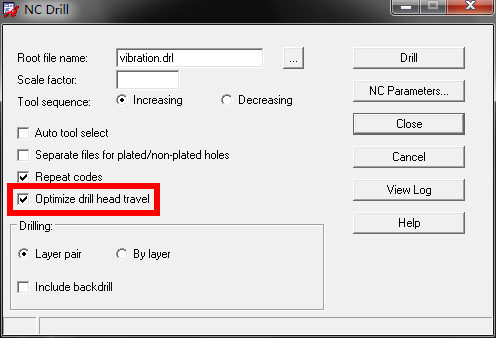 NC Drill
Root file name: vibration.drl ... Drill
Scale factor:
NC Parameters...
Tool sequence: Increasing Decreasing
Close
Auto tool select
Separate files for plated/non-plated holes Cancel
Repeat codes
Optimize drill head travel View Log
Drilling: Help
Layer pair By layer
Include backdrill